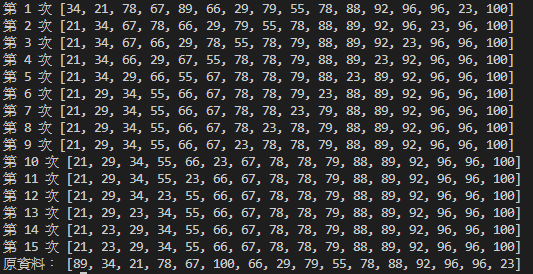 第 1 次 [34, 21, 78, 67, 89, 66, 29, 79, 55, 78, 88, 92, 96, 96, 23, 100]
第 2 次 [21, 34, 67, 78, 66, 29, 79, 55, 78, 88, 89, 92, 96, 23, 96, 100]
第 3 次 [21, 34, 67, 66, 29, 78, 55, 78, 79, 88, 89, 92, 23, 96, 96, 100]
第 4 次 [21, 34, 66, 29, 67, 55, 78, 78, 79, 88, 89, 23, 92, 96, 96, 100]
第 5 次 [21, 34, 29, 66, 55, 67, 78, 78, 79, 88, 23, 89, 92, 96, 96, 100]
第 6 次 [21, 29, 34, 55, 66, 67, 78, 78, 79, 23, 88, 89, 92, 96, 96, 100]
第 7 次 [21, 29, 34, 55, 66, 67, 78, 78, 23, 79, 88, 89, 92, 96, 96, 100]
第 8 次 [21, 29, 34, 55, 66, 67, 78, 23, 78, 79, 88, 89, 92, 96, 96, 100]
第 9 次 [21, 29, 34, 55, 66, 67, 23, 78, 78, 79, 88, 89, 92, 96, 96, 100]
第 10 次 [21, 29, 34, 55, 66, 23, 67, 78, 78, 79, 88, 89, 92, 96, 96, 100]
第 11 次 [21, 29, 34, 55, 23, 66, 67, 78, 78, 79, 88, 89, 92, 96, 96, 100]
第 12 次 [21, 29, 34, 23, 55, 66, 67, 78, 78, 79, 88, 89, 92, 96, 96, 100]
第 13 次 [21, 29, 23, 34, 55, 66, 67, 78, 78, 79, 88, 89, 92, 96, 96, 100]
第 14 次 [21, 23, 29, 34, 55, 66, 67, 78, 78, 79, 88, 89, 92, 96, 96, 100]
第 15 次 [21, 23, 29, 34, 55, 66, 67, 78, 78, 79, 88, 89, 92, 96, 96, 100]
原資料： [89, 34, 21, 78, 67, 100, 66, 29, 79, 55, 78, 88, 92, 96, 96, 23]